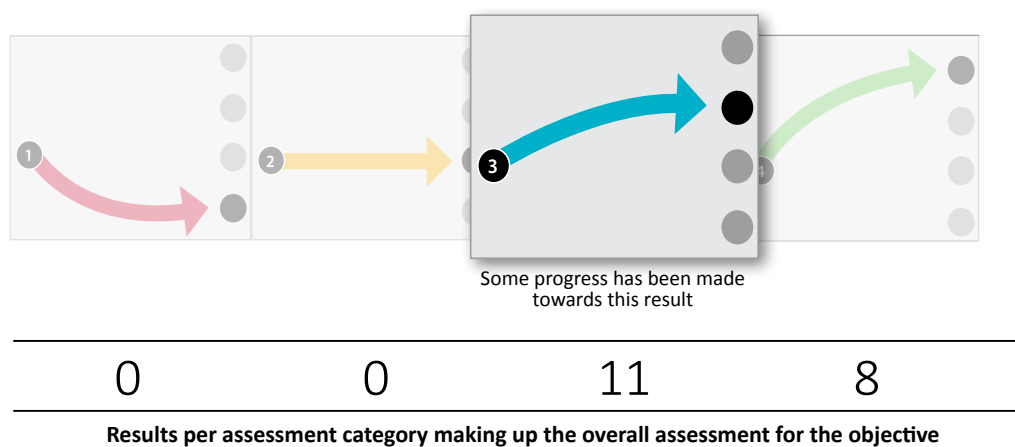 1
2
3
4
Some progress has been made
towards this result
0 0 11 8
Results per assessment category making up the overall assessment for the objective